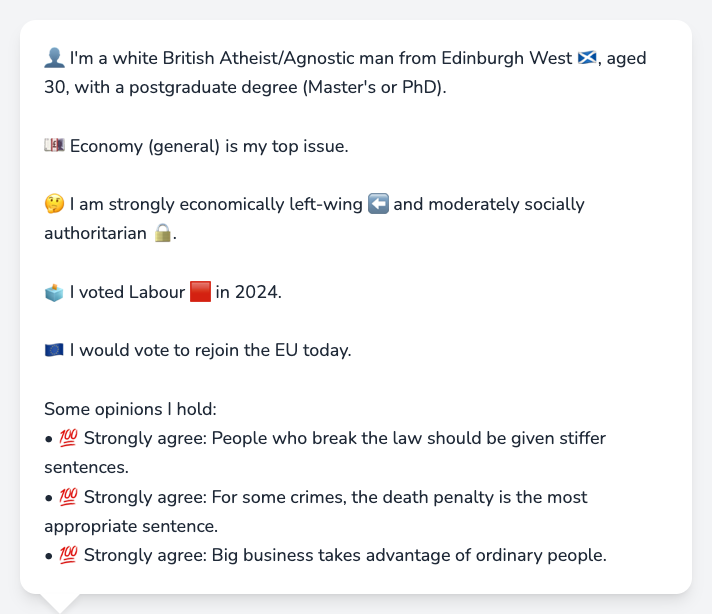 👤 I'm a white British Atheist/Agnostic man from Edinburgh West 🏴󠁧󠁢󠁳󠁣󠁴󠁿, aged
30, with a postgraduate degree (Master's or PhD).
💷 Economy (general) is my top issue.
🤔 I am strongly economically left-wing ⬅️ and moderately socially
authoritarian 🔒.
🗳️ I voted Labour 🟥 in 2024.
🇪🇺 I would vote to rejoin the EU today.
Some opinions I hold:
• 💯 Strongly agree: People who break the law should be given stiffer
sentences.
• 💯 Strongly agree: For some crimes, the death penalty is the most
appropriate sentence.
• 💯 Strongly agree: Big business takes advantage of ordinary people.